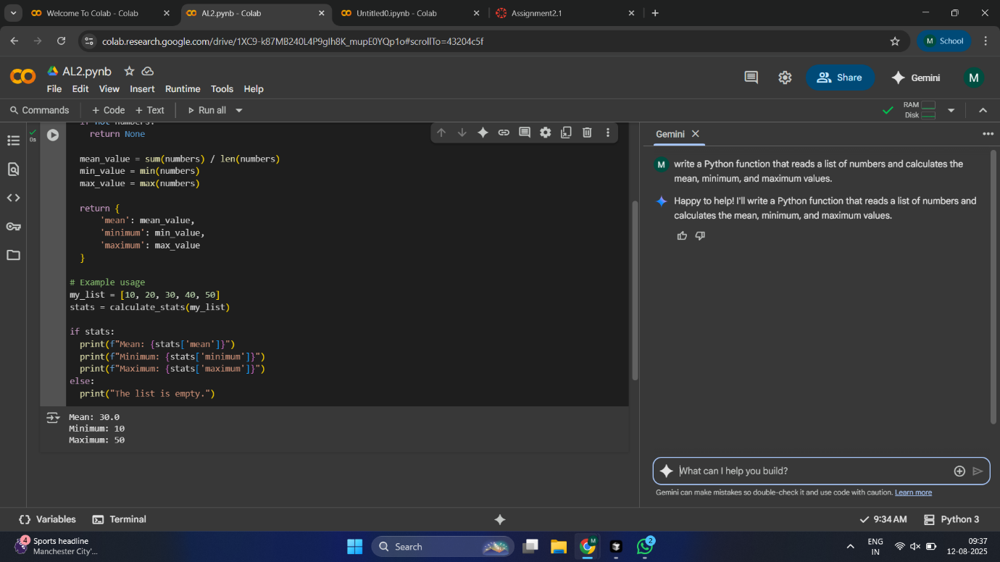 Welcome To Colab - Colab
AL2.pynb - Colab
Untitled0.ipynb - Colab
Assignment2.1
colab.research.google.com/drive/1XC9-k87MB240L4P9gIh8K_mupE0YQp1o#scrollTo=43204c5f
M School
AL2.pynb
File Edit View Insert Runtime Tools Help
Share
Gemini
M
Commands + Code + Text Run all
RAM
Disk
0s
if not numbers:
return None
mean_value = sum(numbers) / len(numbers)
min_value = min(numbers)
max_value = max(numbers)
return {
'mean': mean_value,
'minimum': min_value,
'maximum': max_value
}
# Example usage
my_list = [10, 20, 30, 40, 50]
stats = calculate_stats(my_list)
if stats:
print(f"Mean: {stats['mean']}")
print(f"Minimum: {stats['minimum']}")
print(f"Maximum: {stats['maximum']}")
else:
print("The list is empty.")
Mean: 30.0
Minimum: 10
Maximum: 50
Gemini
M
write a Python function that reads a list of numbers and calculates the
mean, minimum, and maximum values.
Happy to help! I'll write a Python function that reads a list of numbers and
calculates the mean, minimum, and maximum values.
What can I help you build?
Gemini can make mistakes so double-check it and use code with caution. Learn more
Variables Terminal
9:34 AM Python 3
4
Sports headline
Manchester City'...
Search
M
2
ENG
IN
09:37
12-08-2025